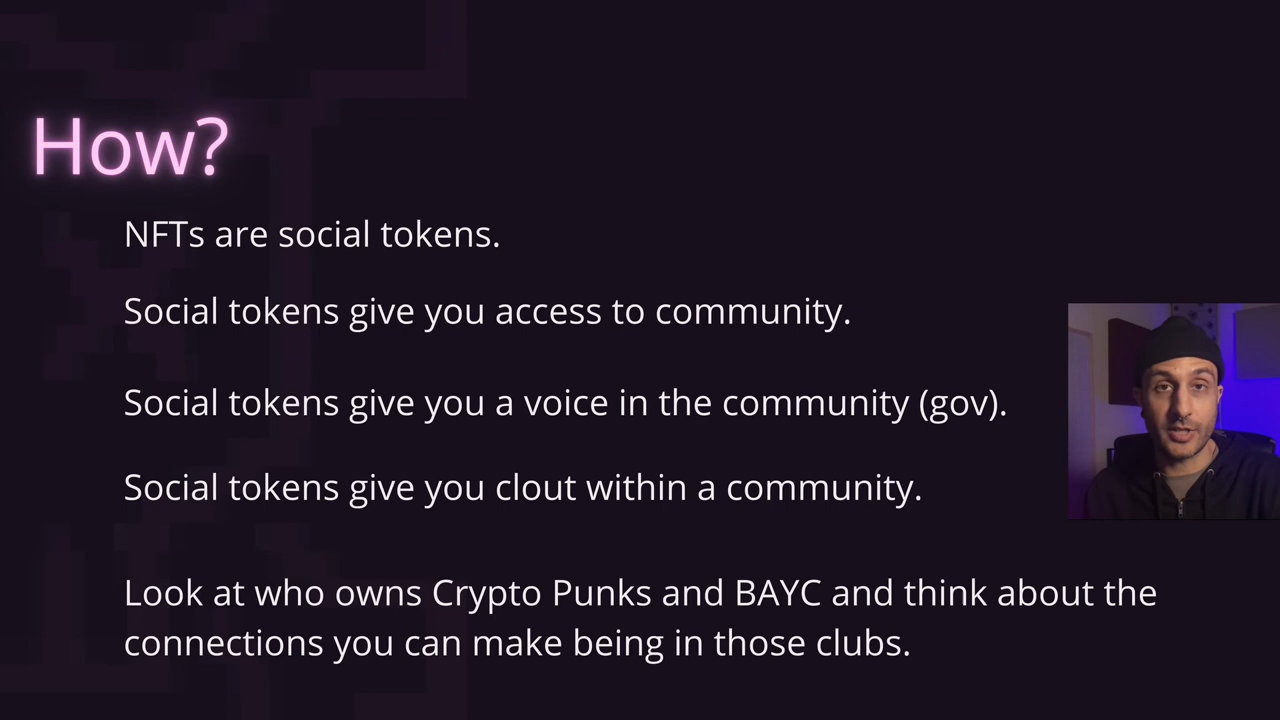 How?
NFTs are social tokens.
Social tokens give you access to community.
Social tokens give you a voice in the community (gov).
Social tokens give you clout within a community.
Look at who owns Crypto Punks and BAYC and think about the
connections you can make being in those clubs.